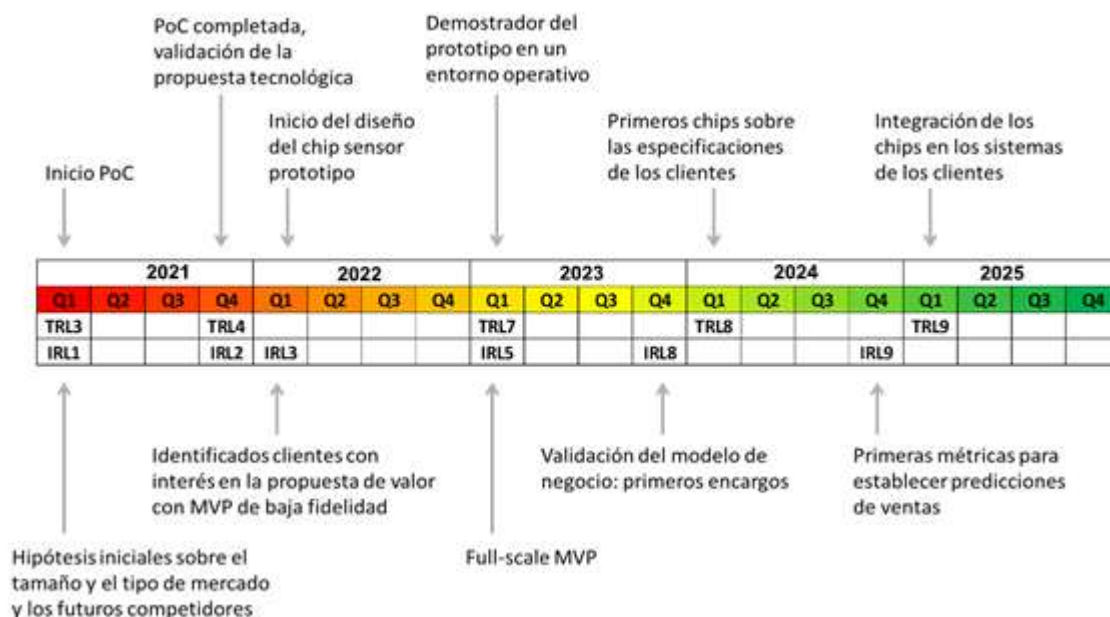 PoC completada,
validación de la
propuesta tecnológica
Demostrador del
prototipo en un
entorno operativo
Inicio del diseño
del chip sensor
prototipo
Primeros chips sobre
las especificaciones
de los clientes
Integración de los
chips en los sistemas
de los clientes
Inicio PoC
2021 2022 2023 2024 2025
Q1 Q2 Q3 Q4 Q1 Q2 Q3 Q4 Q1 Q2 Q3 Q4 Q1 Q2 Q3 Q4 Q1 Q2 Q3 Q4
TRL3 TRL4 TRL7 TRL8 TRL9
IRL1 IRL2 IRL3 IRL5 IRL8 IRL9
Identificados clientes con
interés en la propuesta de valor
con MVP de baja fidelidad
Validación del modelo de
negocio: primeros encargos
Primeras métricas para
establecer predicciones
de ventas
Hipótesis iniciales sobre el
tamaño y el tipo de mercado
y los futuros competidores
Full-scale MVP